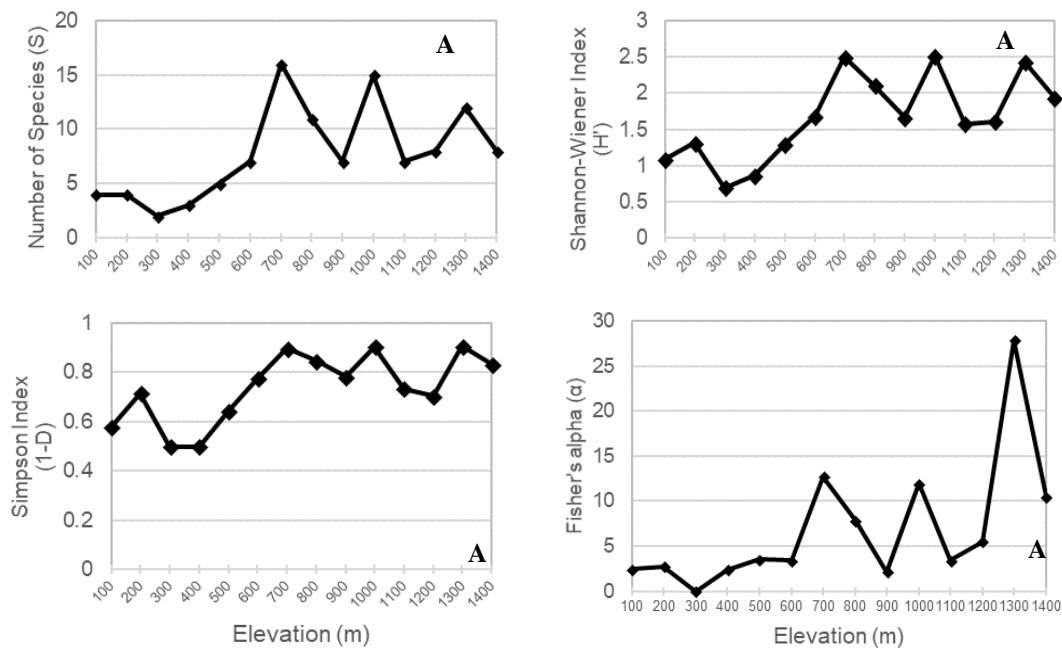 Number of Species (S)
20
15
10
5
0
A
100 200 300 400 500 600 700 800 900 1000 1100 1200 1300 1400
Shannon-Wiener Index
(H')
3
2.5
2
1.5
1
0.5
0
A
100 200 300 400 500 600 700 800 900 1000 1100 1200 1300 1400
Simpson Index
(1-D)
1
0.8
0.6
0.4
0.2
0
A
100 200 300 400 500 600 700 800 900 1000 1100 1200 1300 1400
Elevation (m)
Fisher's alpha (α)
30
25
20
15
10
5
0
A
100 200 300 400 500 600 700 800 900 1000 1100 1200 1300 1400
Elevation (m)